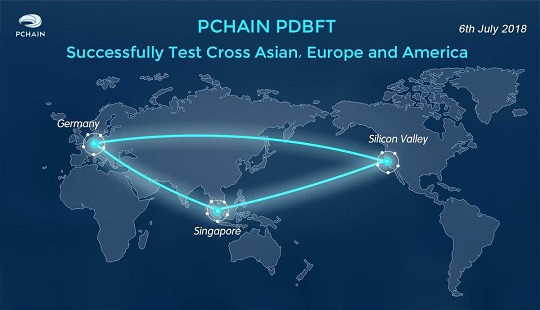 PCHAIN
PCHAIN PDBFT
6th July 2018
Successfully Test Cross Asian, Europe and America
Germany
Silicon Valley
Singapore